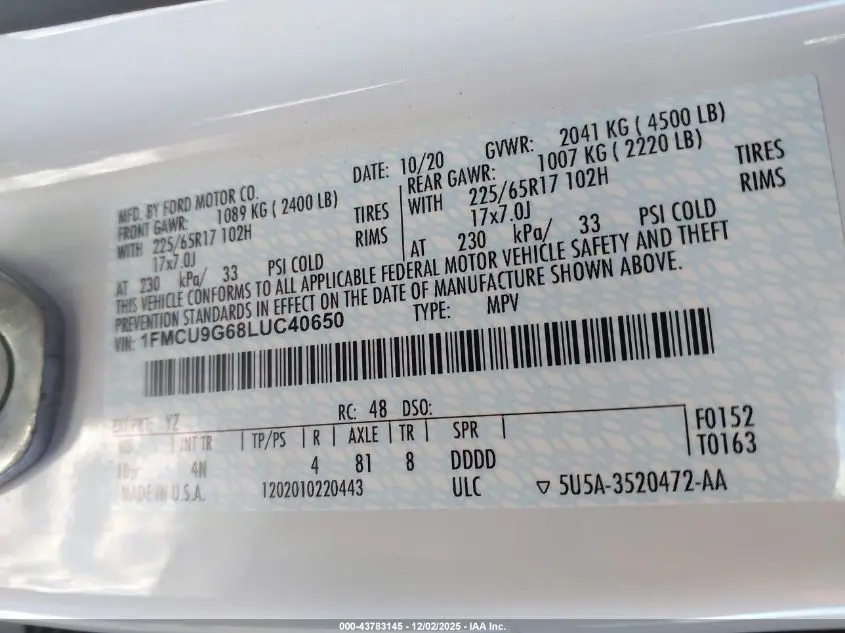 MFD. BY FORD MOTOR CO. DATE: 10/20 GVWR: 2041 KG ( 4500 LB)
FRONT GAWR: 1089 KG ( 2400 LB) REAR GAWR: 1007 KG ( 2220 LB)
WITH 225/65R17 102H TIRES WITH 225/65R17 102H TIRES
17x7.0J RIMS 17x7.0J RIMS
AT 230 kPa/ 33 PSI COLD AT 230 kPa/ 33 PSI COLD
THIS VEHICLE CONFORMS TO ALL APPLICABLE FEDERAL MOTOR VEHICLE SAFETY AND THEFT
PREVENTION STANDARDS IN EFFECT ON THE DATE OF MANUFACTURE SHOWN ABOVE.
VIN: 1FMCU9G68LUC40650 TYPE: MPV
EXT PNT: YZ RC: 48 DSO:
INT TR TP/PS R AXLE TR SPR F0152
4N 4 81 8 DDDD T0163
MADE IN U.S.A. 1202010220443 ULC 5U5A-3520472-AA
000-43783145 - 12/02/2025 - IAA Inc.